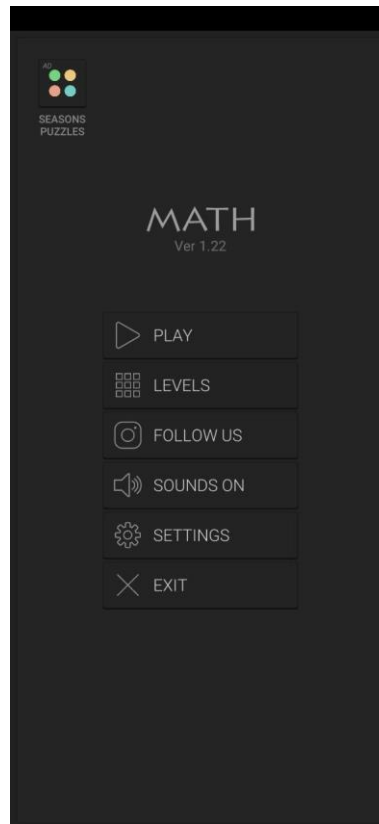 AD
SEASONS
PUZZLES
MATH
Ver 1.22
PLAY
LEVELS
FOLLOW US
SOUNDS ON
SETTINGS
EXIT